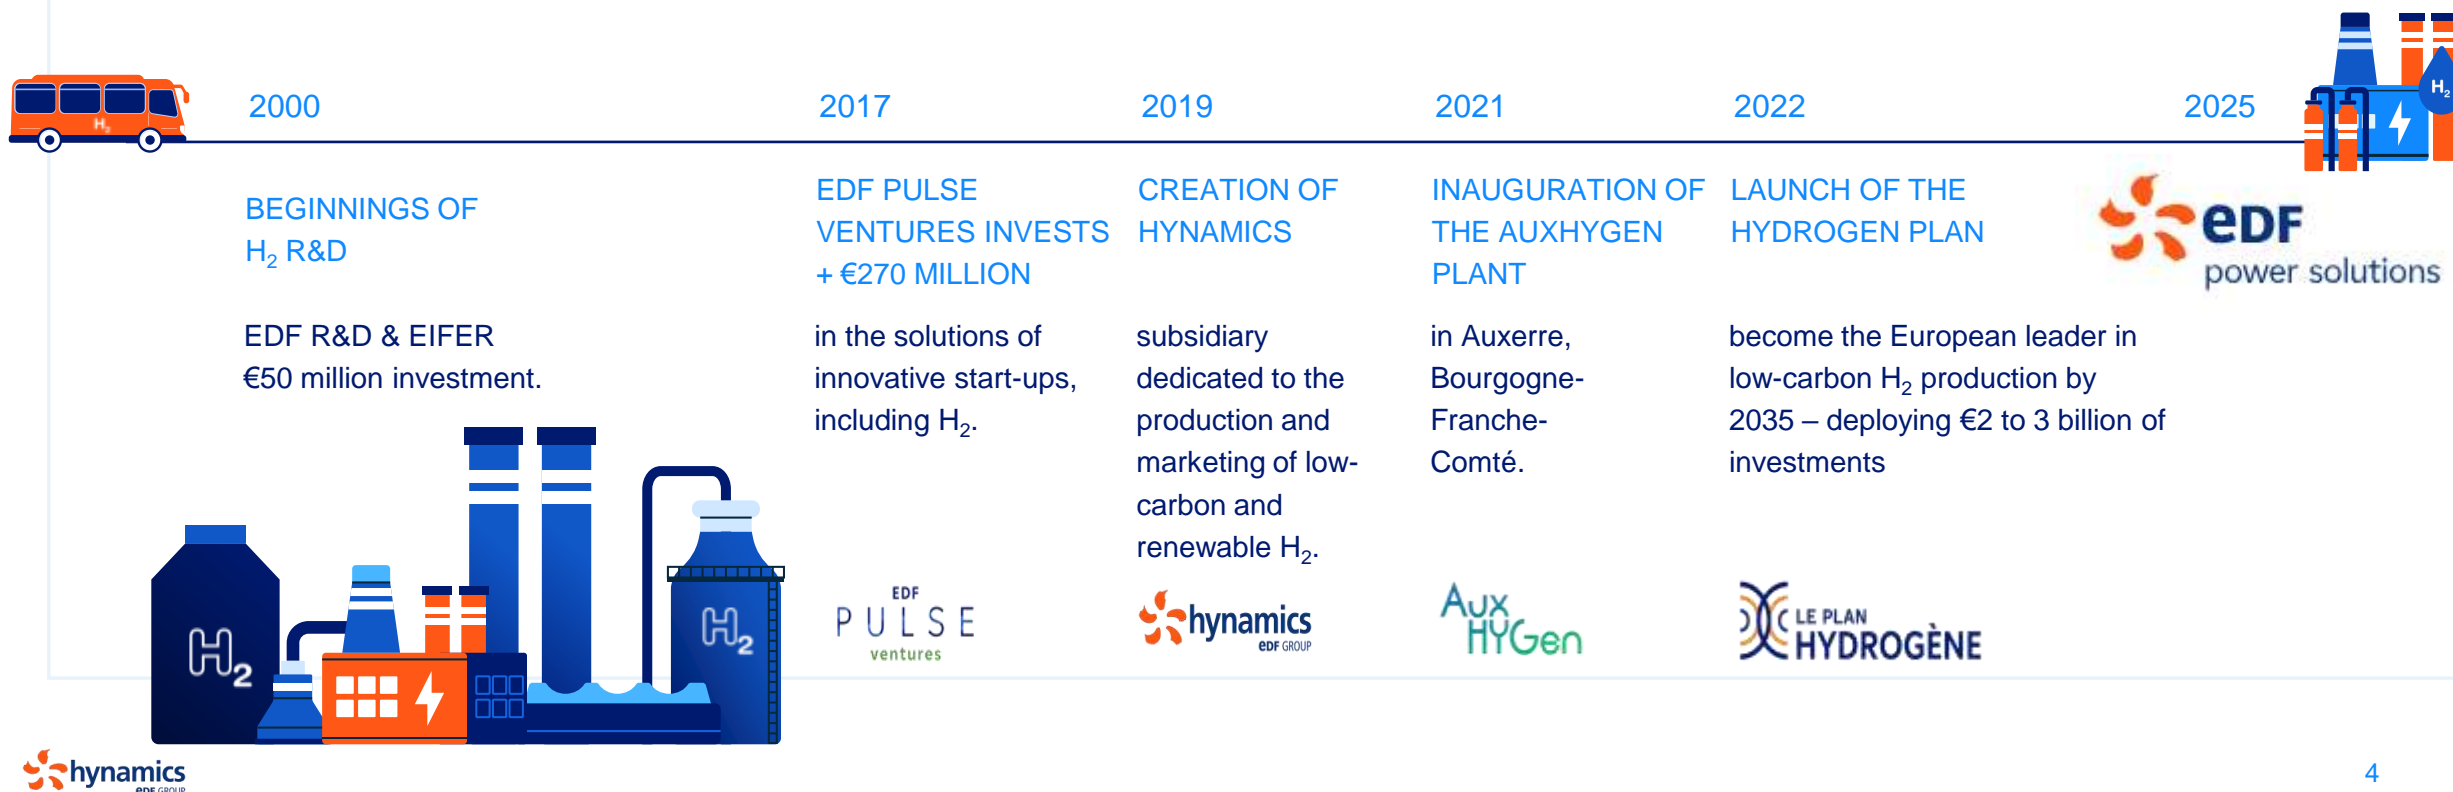 H2
2000
2017
2019
2021
2022
2025
H2
BEGINNINGS OF
H2 R&D
EDF R&D & EIFER
€50 million investment.
EDF PULSE
VENTURES INVESTS
+ €270 MILLION
in the solutions of
innovative start-ups,
including H2.
EDF
PULSE
ventures
CREATION OF
HYNAMICS
subsidiary
dedicated to the
production and
marketing of low-
carbon and
renewable H2.
hynamics
eDF GROUP
INAUGURATION OF
THE AUXHYGEN
PLANT
in Auxerre,
Bourgogne-
Franche-
Comté.
AUX
HYGen
LAUNCH OF THE
HYDROGEN PLAN
become the European leader in
low-carbon H2 production by
2035 – deploying €2 to 3 billion of
investments
LE PLAN
HYDROGÈNE
eDF
power solutions
H2
H2
hynamics
eDF GROUP
4